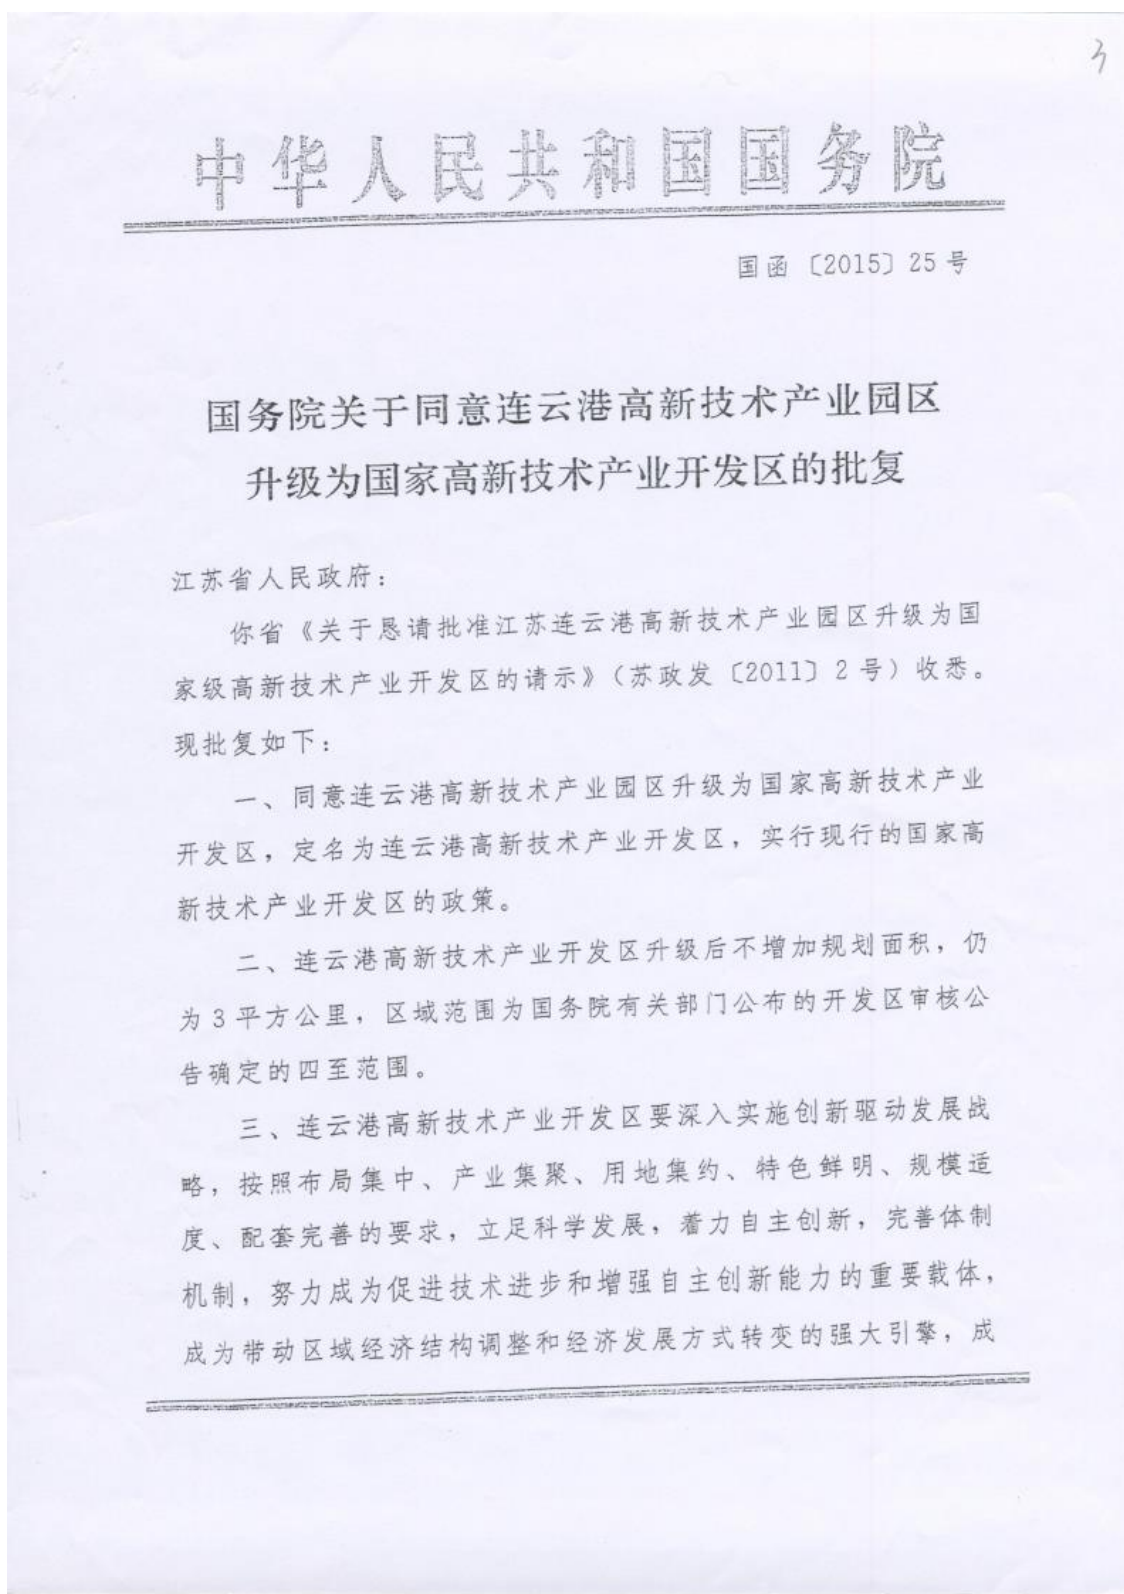 3
中华人民共和国国务院
国函〔2015〕25号
国务院关于同意连云港高新技术产业园区
升级为国家高新技术产业开发区的批复
江苏省人民政府：
你省《关于恳请批准江苏连云港高新技术产业园区升级为国
家级高新技术产业开发区的请示》（苏政发〔2011〕2号）收悉。
现批复如下：
一、同意连云港高新技术产业园区升级为国家高新技术产业
开发区，定名为连云港高新技术产业开发区，实行现行的国家高
新技术产业开发区的政策。
二、连云港高新技术产业开发区升级后不增加规划面积，仍
为3平方公里，区域范围为国务院有关部门公布的开发区审核公
告确定的四至范围。
三、连云港高新技术产业开发区要深入实施创新驱动发展战
略，按照布局集中、产业集聚、用地集约、特色鲜明、规模适
度、配套完善的要求，立足科学发展，着力自主创新，完善体制
机制，努力成为促进技术进步和增强自主创新能力的重要载体，
成为带动区域经济结构调整和经济发展方式转变的强大引擎，成